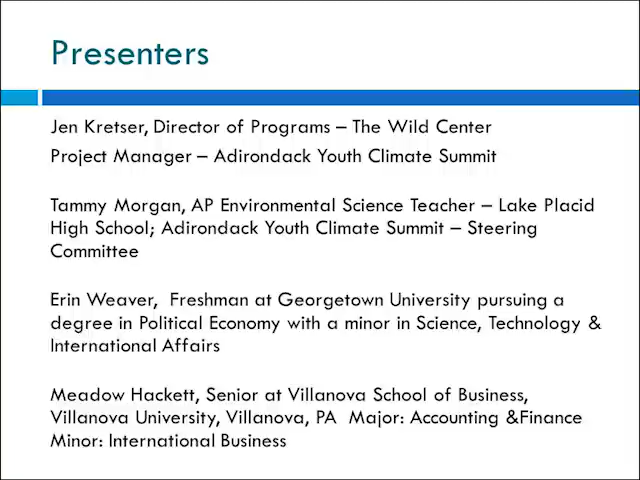 Presenters
Jen Kretser, Director of Programs – The Wild Center
Project Manager – Adirondack Youth Climate Summit
Tammy Morgan, AP Environmental Science Teacher – Lake Placid
High School; Adirondack Youth Climate Summit – Steering
Committee
Erin Weaver,  Freshman at Georgetown University pursuing a
degree in Political Economy with a minor in Science, Technology &
International Affairs
Meadow Hackett, Senior at Villanova School of Business,
Villanova University, Villanova, PA  Major: Accounting &Finance
Minor: International Business